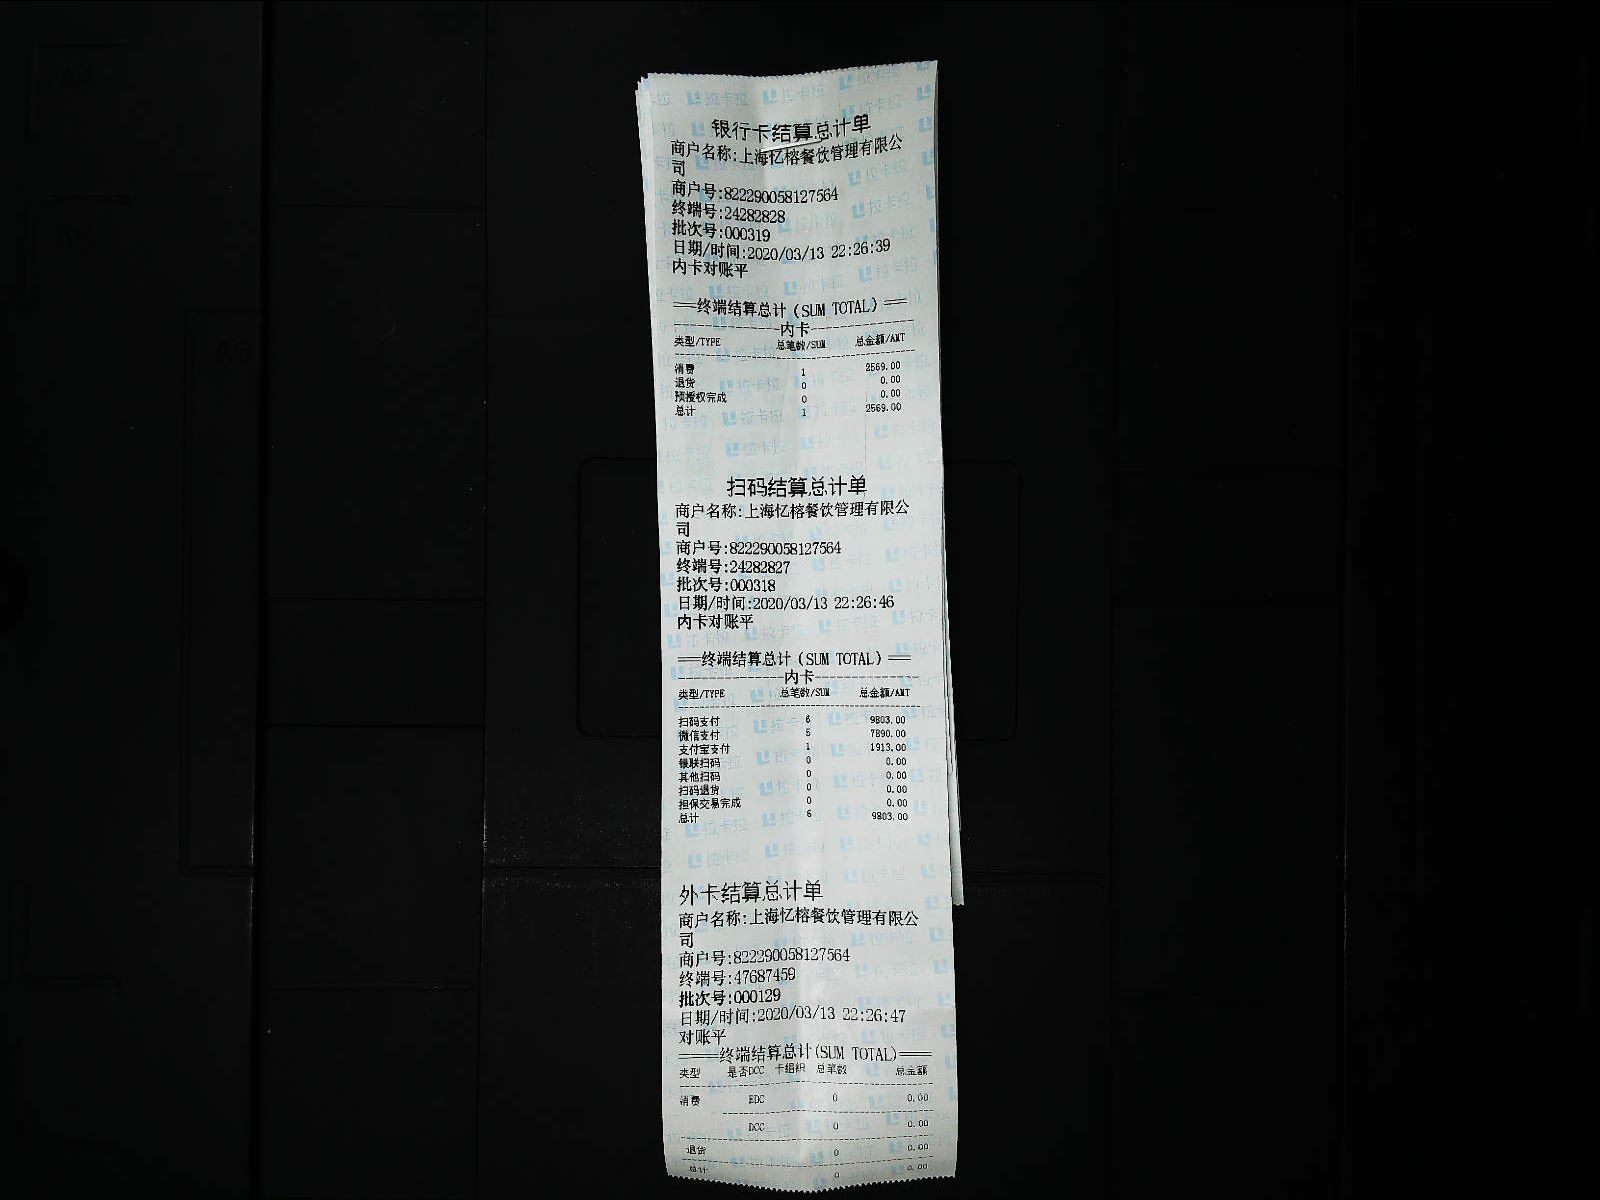 银行卡结算总计单
商户名称:上海忆榕餐饮管理有限公
司
商户号:822290058127564
终端号:24282828
批次号:000319
日期/时间:2020/03/13 22:26:39
内卡对账平
══终端结算总计(SUM TOTAL)══
内卡
类型/TYPE 总笔数/SUM 总金额/AMT
消费 1 2569.00
退货 0 0.00
预授权完成 0 0.00
总计 1 2569.00
扫码结算总计单
商户名称:上海忆榕餐饮管理有限公
司
商户号:822290058127564
终端号:24282827
批次号:000318
日期/时间:2020/03/13 22:26:46
内卡对账平
══终端结算总计(SUM TOTAL)══
内卡
类型/TYPE 总笔数/SUM 总金额/AMT
扫码支付 6 9803.00
微信支付 5 7890.00
支付宝支付 1 1913.00
银联扫码 0 0.00
其他扫码 0 0.00
扫码退货 0 0.00
担保交易完成 0 0.00
总计 6 9803.00
外卡结算总计单
商户名称:上海忆榕餐饮管理有限公
司
商户号:822290058127564
终端号:47687459
批次号:000129
日期/时间:2020/03/13 22:26:47
对账平
═══终端结算总计(SUM TOTAL)══
类型 是否DCC 卡组织 总笔数 总金额
消费 EDC 0 0.00
DCC 0 0.00
退货 0 0.00
总计 0 0.00